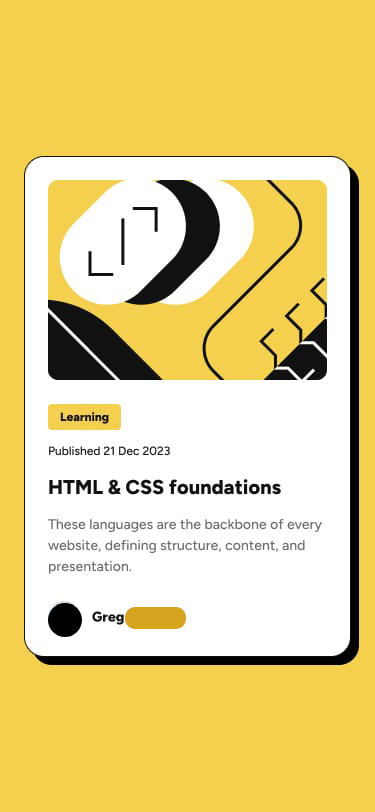 Learning
Published 21 Dec 2023
HTML & CSS foundations
These languages are the backbone of every
website, defining structure, content, and
presentation.
Greg